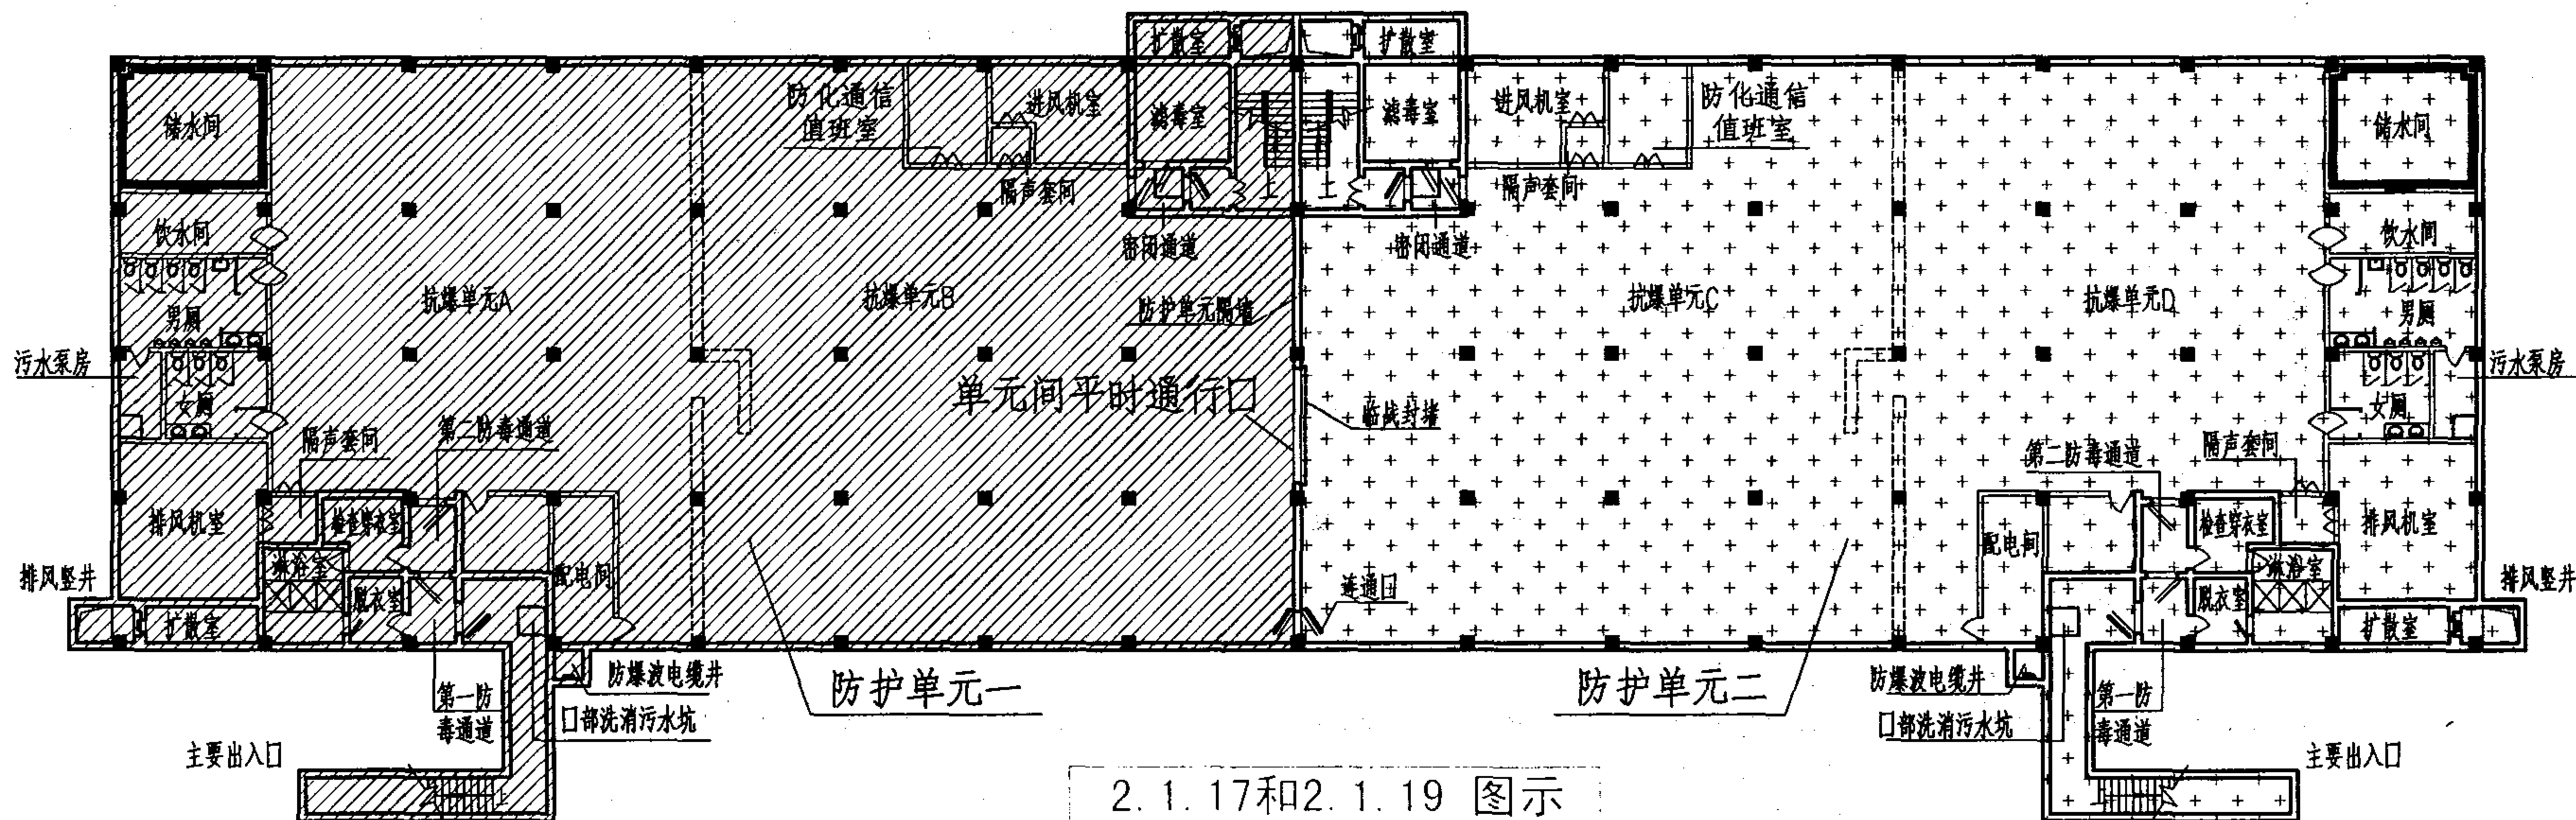 扩散室
扩散室
储水间
防化通信
值班室
进风机室
滤毒室
滤毒室
进风机室
防化通信
值班室
储水间
隔声套间
上
上
隔声套间
饮水间
密闭通道
密闭通道
饮水间
抗爆单元A
抗爆单元B
防护单元隔墙
抗爆单元C
抗爆单元D
男厕
男厕
污水泵房
污水泵房
女厕
单元间平时通行口
临战封堵
女厕
隔声套间
第二防毒通道
第二防毒通道
隔声套间
排风机室
检查穿衣室
检查穿衣室
排风机室
配电间
排风竖井
淋浴室
配电间
连通口
淋浴室
排风竖井
脱衣室
脱衣室
扩散室
扩散室
防爆波电缆井
防护单元一
防护单元二
防爆波电缆井
第一防
毒通道
口部洗消污水坑
口部洗消污水坑
第一防
毒通道
主要出入口
主要出入口
上
2.1.17和2.1.19 图示